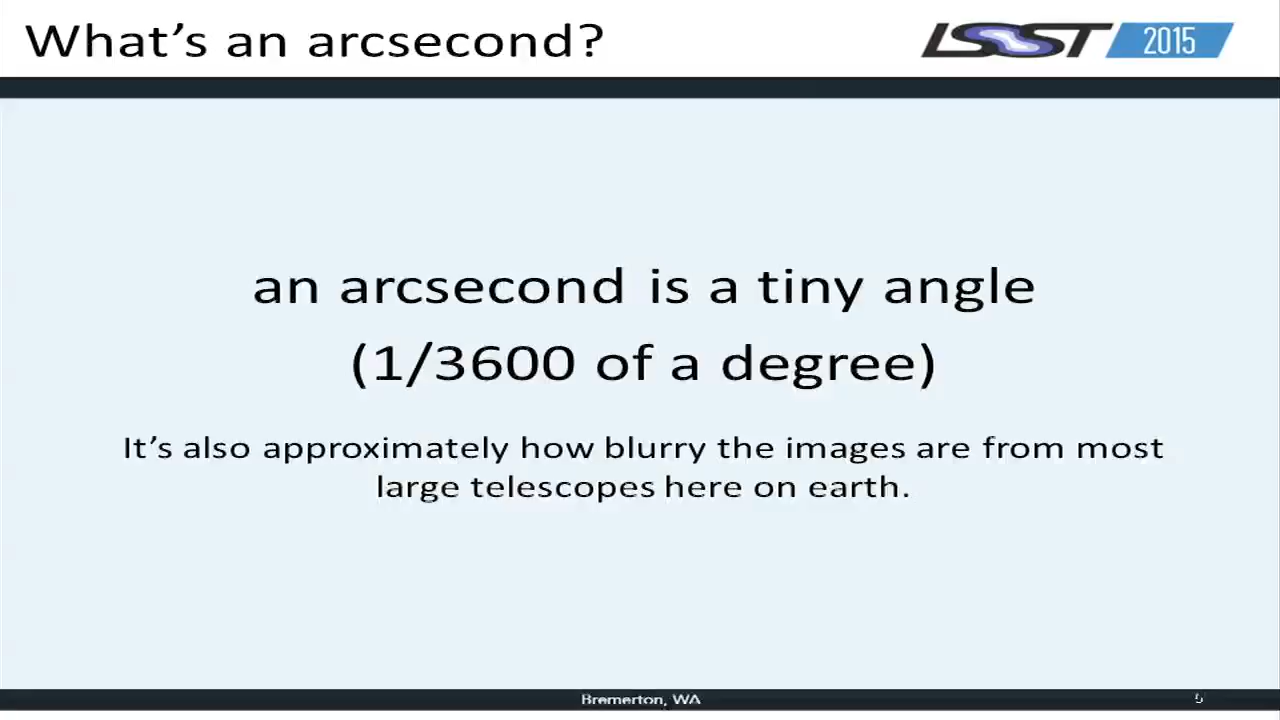 What's an arcsecond?
LSST 2015
an arcsecond is a tiny angle
(1/3600 of a degree)
It's also approximately how blurry the images are from most
large telescopes here on earth.
Bremerton, WA